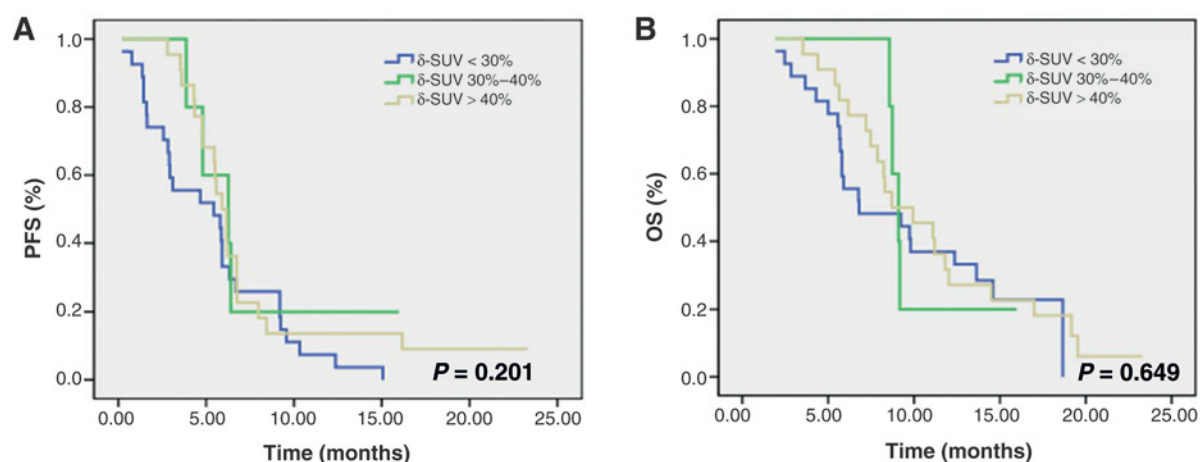 A
1.0
0.8
0.6
0.4
0.2
0.0
PFS (%)
δ-SUV < 30%
δ-SUV 30%–40%
δ-SUV > 40%
P = 0.201
0.00 5.00 10.00 15.00 20.00 25.00
Time (months)
B
1.0
0.8
0.6
0.4
0.2
0.0
OS (%)
δ-SUV < 30%
δ-SUV 30%–40%
δ-SUV > 40%
P = 0.649
0.00 5.00 10.00 15.00 20.00 25.00
Time (months)